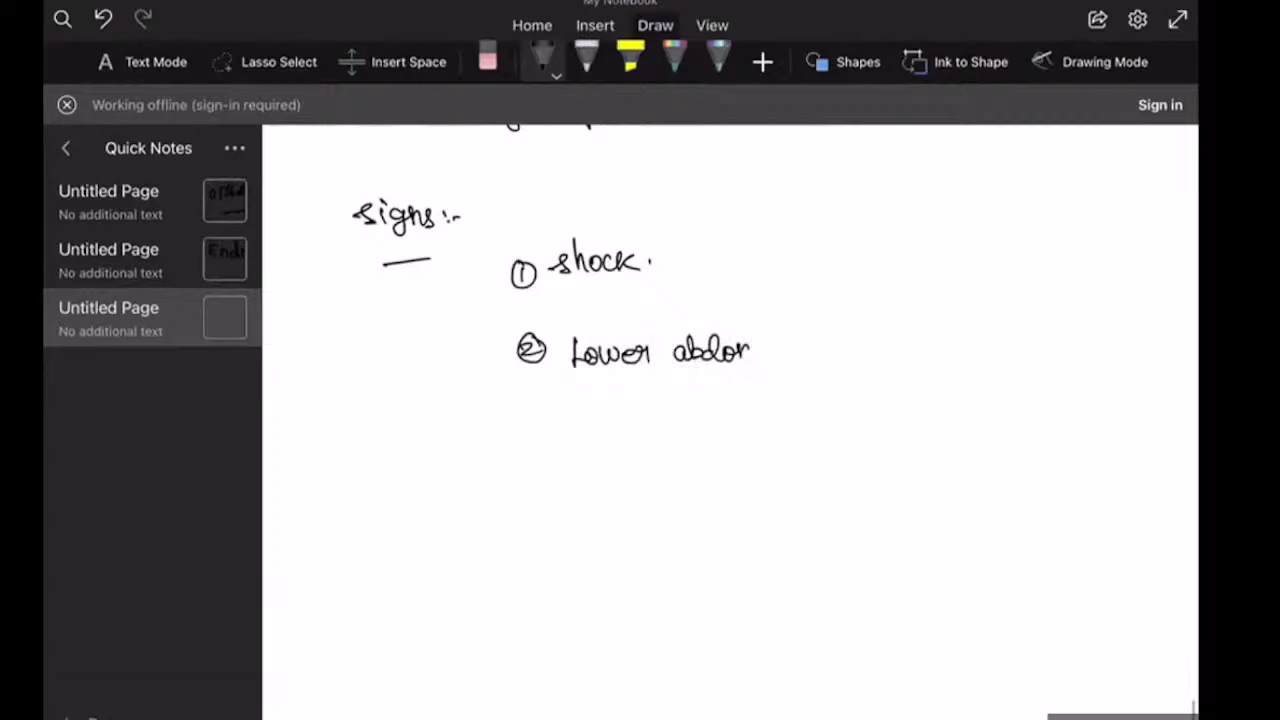 My Notebook
Home Insert Draw View
Text Mode Lasso Select Insert Space Shapes Ink to Shape Drawing Mode
Working offline (sign-in required) Sign in
Quick Notes
Untitled Page
No additional text
Untitled Page
No additional text
Untitled Page
No additional text
signs:-
① shock.
② Lower abdom